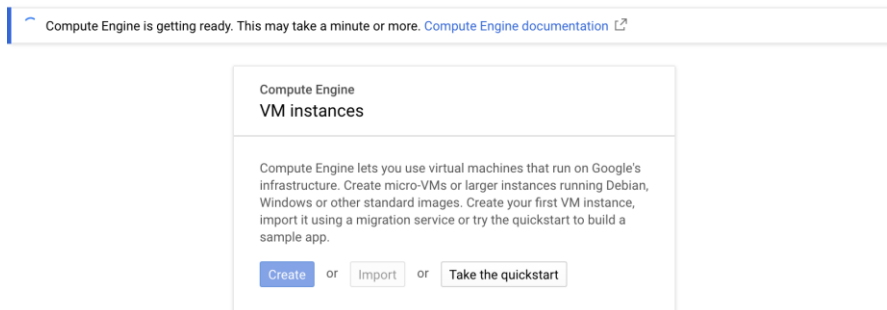 Compute Engine is getting ready. This may take a minute or more. Compute Engine documentation
Compute Engine
VM instances
Compute Engine lets you use virtual machines that run on Google's
infrastructure. Create micro-VMs or larger instances running Debian,
Windows or other standard images. Create your first VM instance,
import it using a migration service or try the quickstart to build a
sample app.
Create or Import or Take the quickstart